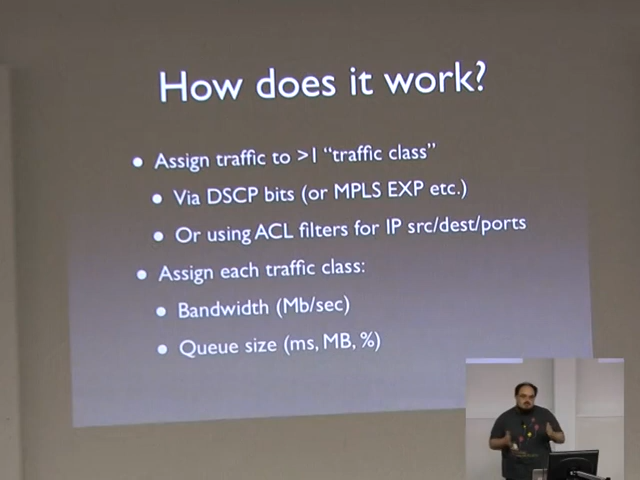 How does it work?
• Assign traffic to >1 “traffic class”
• Via DSCP bits (or MPLS EXP etc.)
• Or using ACL filters for IP src/dest/ports
• Assign each traffic class:
• Bandwidth (Mb/sec)
• Queue size (ms, MB, %)